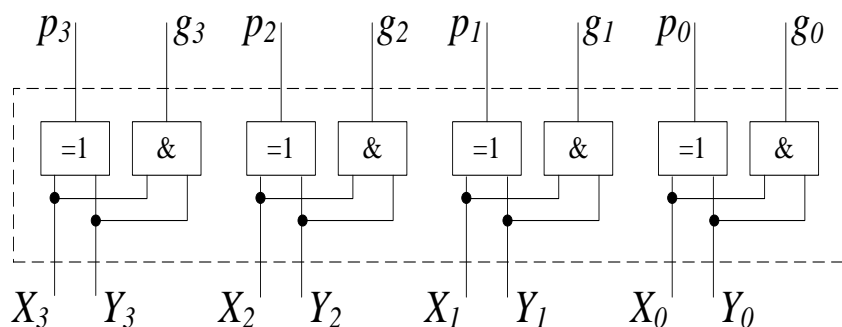 p3 g3 p2 g2 p1 g1 p0 g0
=1 & =1 & =1 & =1 &
X3 Y3 X2 Y2 X1 Y1 X0 Y0